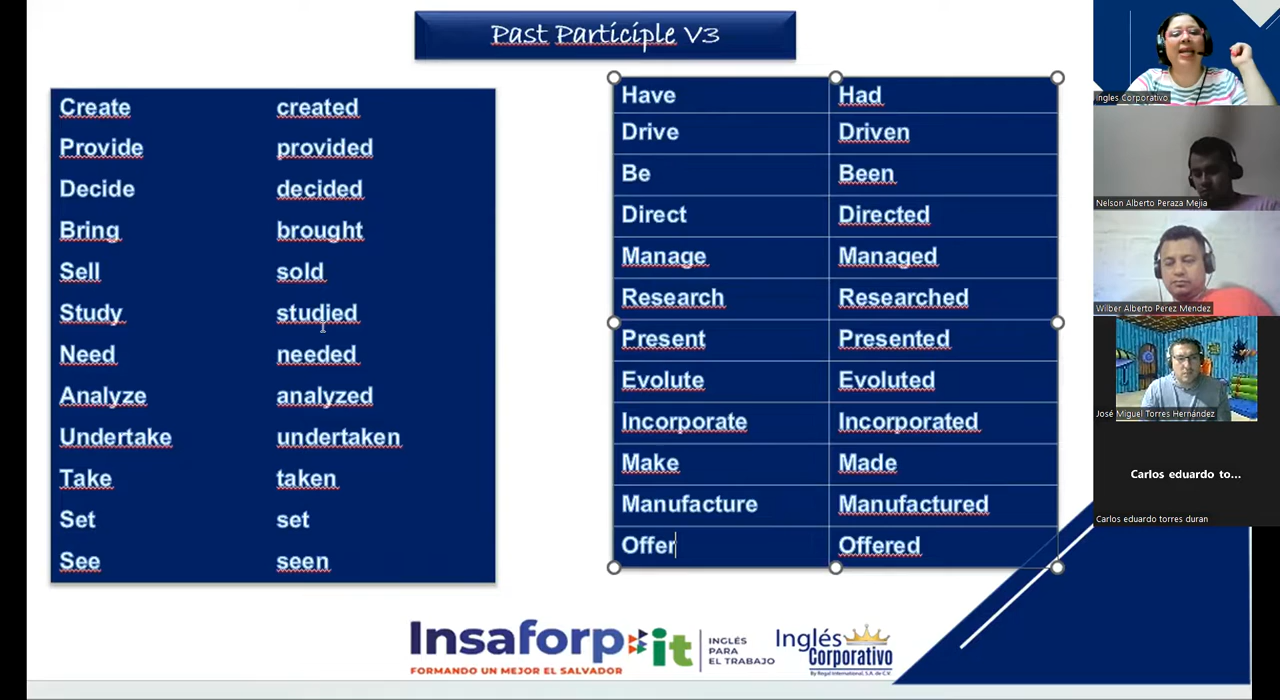 Past Participle V3
Create created
Provide provided
Decide decided
Bring brought
Sell sold
Study studied
Need needed
Analyze analyzed
Undertake undertaken
Take taken
Set set
See seen
Have Had
Drive Driven
Be Been
Direct Directed
Manage Managed
Research Researched
Present Presented
Evolute Evoluted
Incorporate Incorporated
Make Made
Manufacture Manufactured
Offer Offered
Insaforp it
FORMANDO UN MEJOR EL SALVADOR
INGLÉS
PARA
EL TRABAJO
Inglés
Corporativo
By Regal International, S.A. de C.V.
Ingles Corporativo
Nelson Alberto Peraza Mejia
Wilber Alberto Perez Mendez
José Miguel Torres Hernández
Carlos eduardo to...
Carlos eduardo torres duran